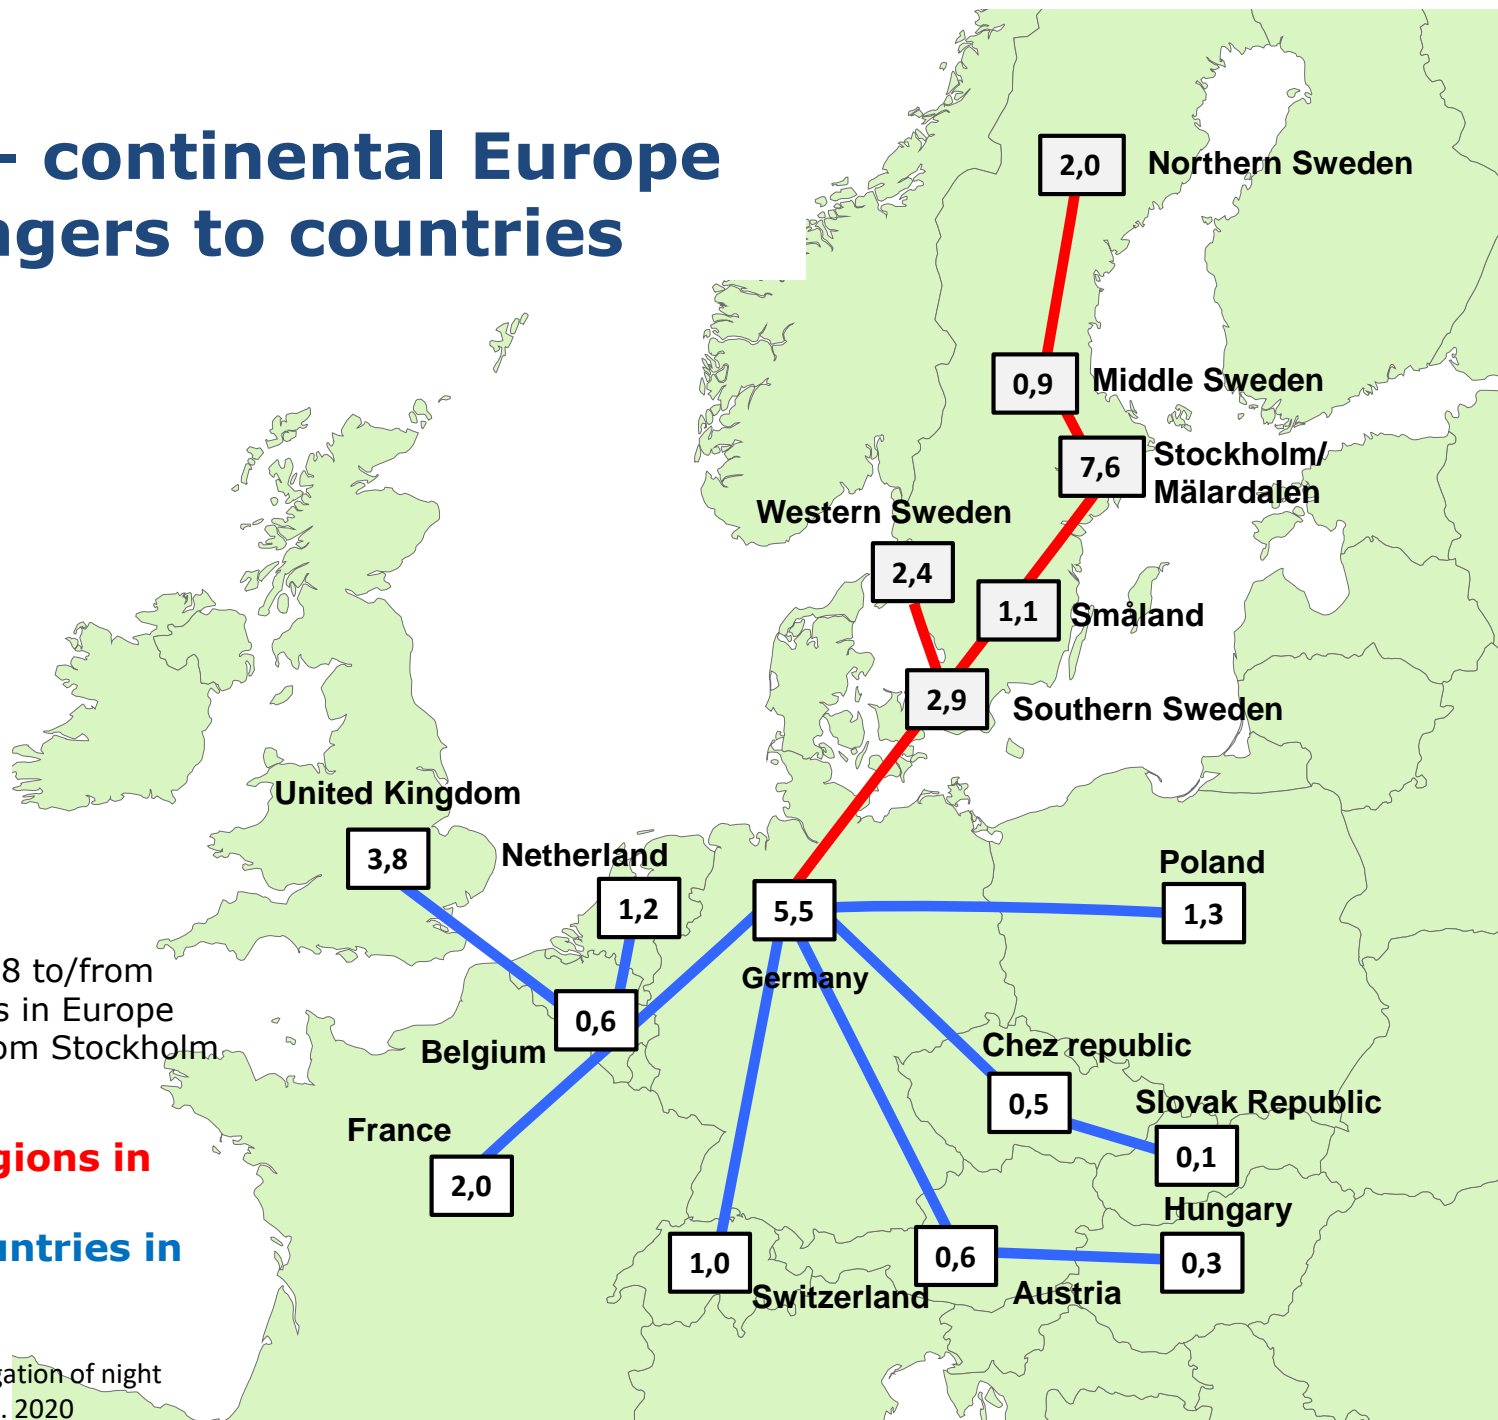 - continental Europe
ngers to countries
2,0
Northern Sweden
0,9
Middle Sweden
7,6
Stockholm/
Mälardalen
Western Sweden
2,4
1,1
Småland
2,9
Southern Sweden
United Kingdom
3,8
Netherland
1,2
5,5
Germany
Poland
1,3
8 to/from
s in Europe
om Stockholm
0,6
Belgium
Chez republic
0,5
Slovak Republic
0,1
France
2,0
gions in
untries in
Hungary
0,3
1,0
Switzerland
0,6
Austria
gation of night
. 2020